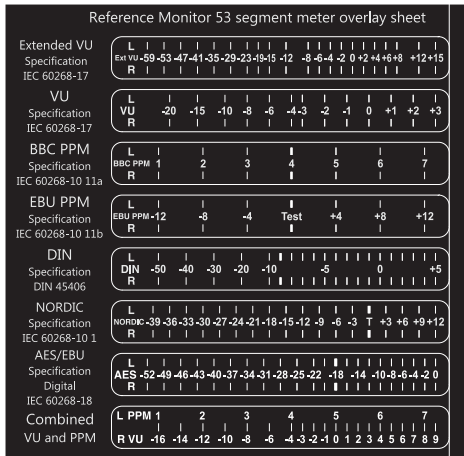 Reference Monitor 53 segment meter overlay sheet
Extended VU
Specification
IEC 60268-17
L
Ext VU -59-53-47-41-35-29-23-19-15 -12 -8 -6 -4 -2 0 +2 +4 +6 +8 +12 +15
R
VU
Specification
IEC 60268-17
L
VU -20 -15 -10 -8 -6 -4 -3 -2 -1 0 +1 +2 +3
R
BBC PPM
Specification
IEC 60268-10 11a
L
BBC PPM 1 2 3 4 5 6 7
R
EBU PPM
Specification
IEC 60268-10 11b
L
EBU PPM -12 -8 -4 Test +4 +8 +12
R
DIN
Specification
DIN 45406
L
DIN -50 -40 -30 -20 -10 -5 0 +5
R
NORDIC
Specification
IEC 60268-10 1
L
NORDIC -39 -36 -33 -30 -27 -24 -21 -18 -15 -12 -9 -6 -3 T +3 +6 +9 +12
R
AES/EBU
Specification
Digital
IEC 60268-18
L
AES -52 -49 -46 -43 -40 -37 -34 -31 -28 -25 -22 -18 -14 -10 -8 -6 -4 -2 0
R
Combined
VU and PPM
L PPM 1 2 3 4 5 6 7
R VU -16 -14 -12 -10 -8 -6 -4 -3 -2 -1 0 1 2 3 4 5 6 7 8 9